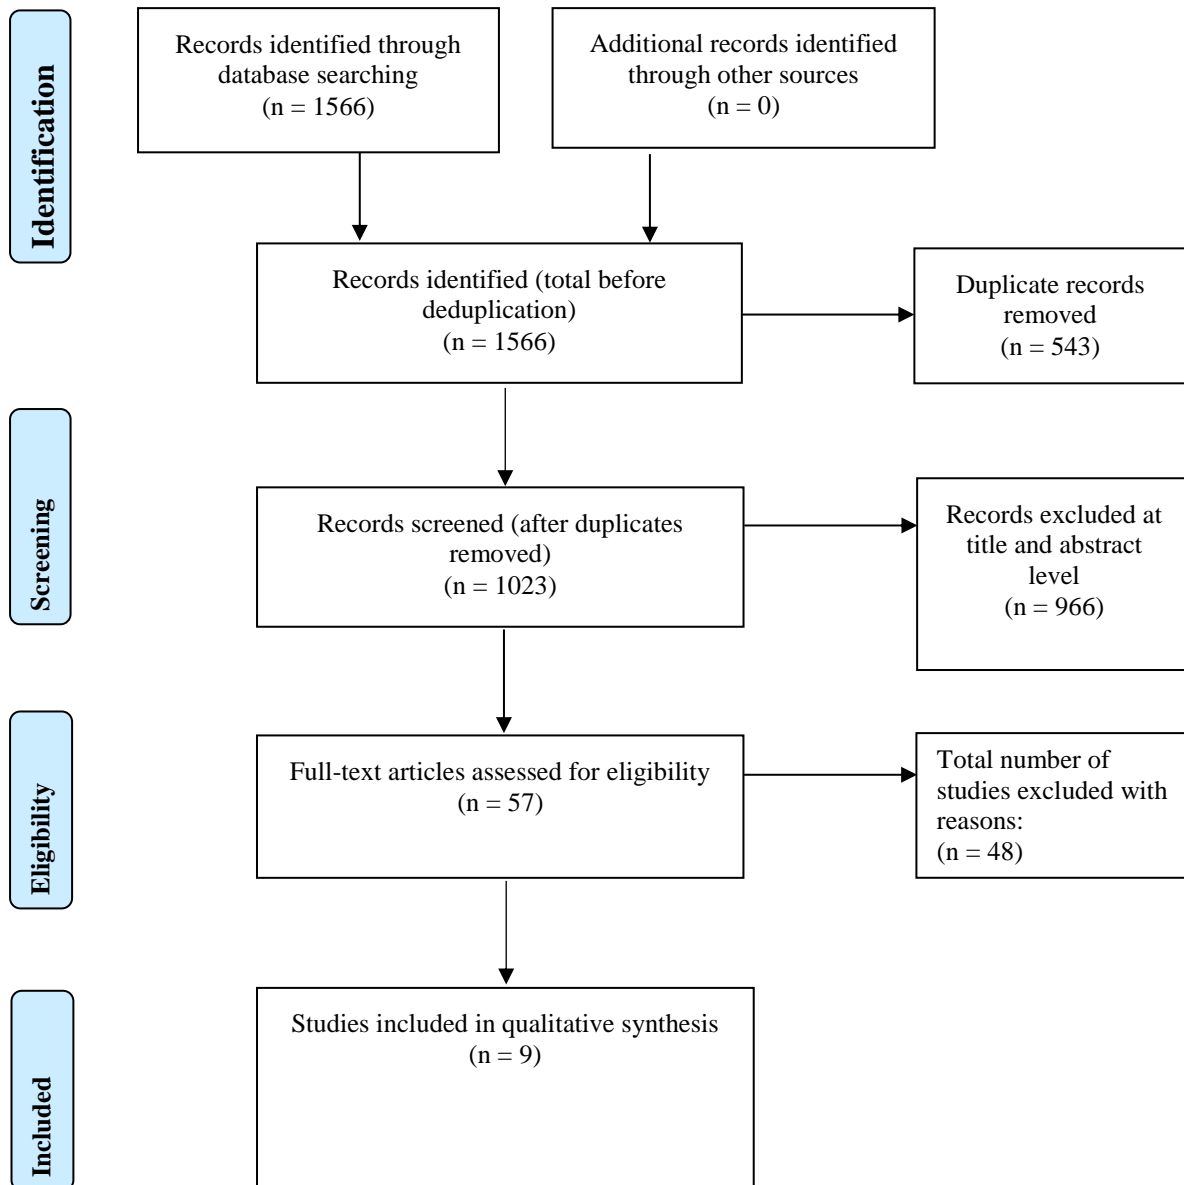 Identification
Records identified through
database searching
(n = 1566)
Additional records identified
through other sources
(n = 0)
Records identified (total before
deduplication)
(n = 1566)
Duplicate records
removed
(n = 543)
Screening
Records screened (after duplicates
removed)
(n = 1023)
Records excluded at
title and abstract
level
(n = 966)
Eligibility
Full-text articles assessed for eligibility
(n = 57)
Total number of
studies excluded with
reasons:
(n = 48)
Included
Studies included in qualitative synthesis
(n = 9)